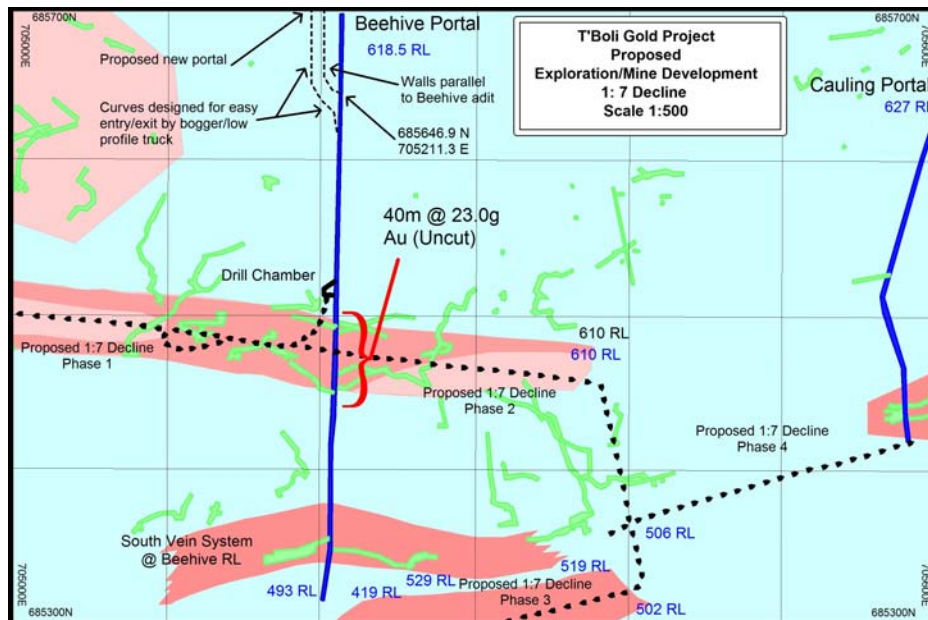 685700N
705000E
Proposed new portal
Beehive Portal
618.5 RL
Curves designed for easy
entry/exit by bogger/low
profile truck
Walls parallel
to Beehive adit
685646.9 N
705211.3 E
T'Boli Gold Project
Proposed
Exploration/Mine Development
1: 7 Decline
Scale 1:500
685700N
705600E
Cauling Portal
627 RL
40m @ 23.0g
Au (Uncut)
Drill Chamber
Proposed 1:7 Decline
Phase 1
610 RL
610 RL
Proposed 1:7 Decline
Phase 2
Proposed 1:7 Decline
Phase 4
506 RL
South Vein System
@ Beehive RL
493 RL
419 RL
529 RL
519 RL
Proposed 1:7 Decline
Phase 3
502 RL
705000E
685300N
705600E
685300N